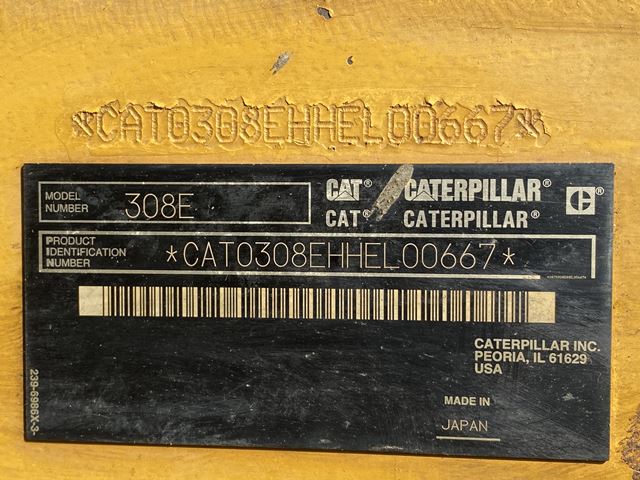 *CAT0308EHHEL00667*
MODEL NUMBER 308E
CAT® CATERPILLAR®
CAT® CATERPILLAR®
C®
PRODUCT IDENTIFICATION NUMBER *CAT0308EHHEL00667*
CATERPILLAR INC.
PEORIA, IL 61629
USA
MADE IN
JAPAN
239-6986X-3-